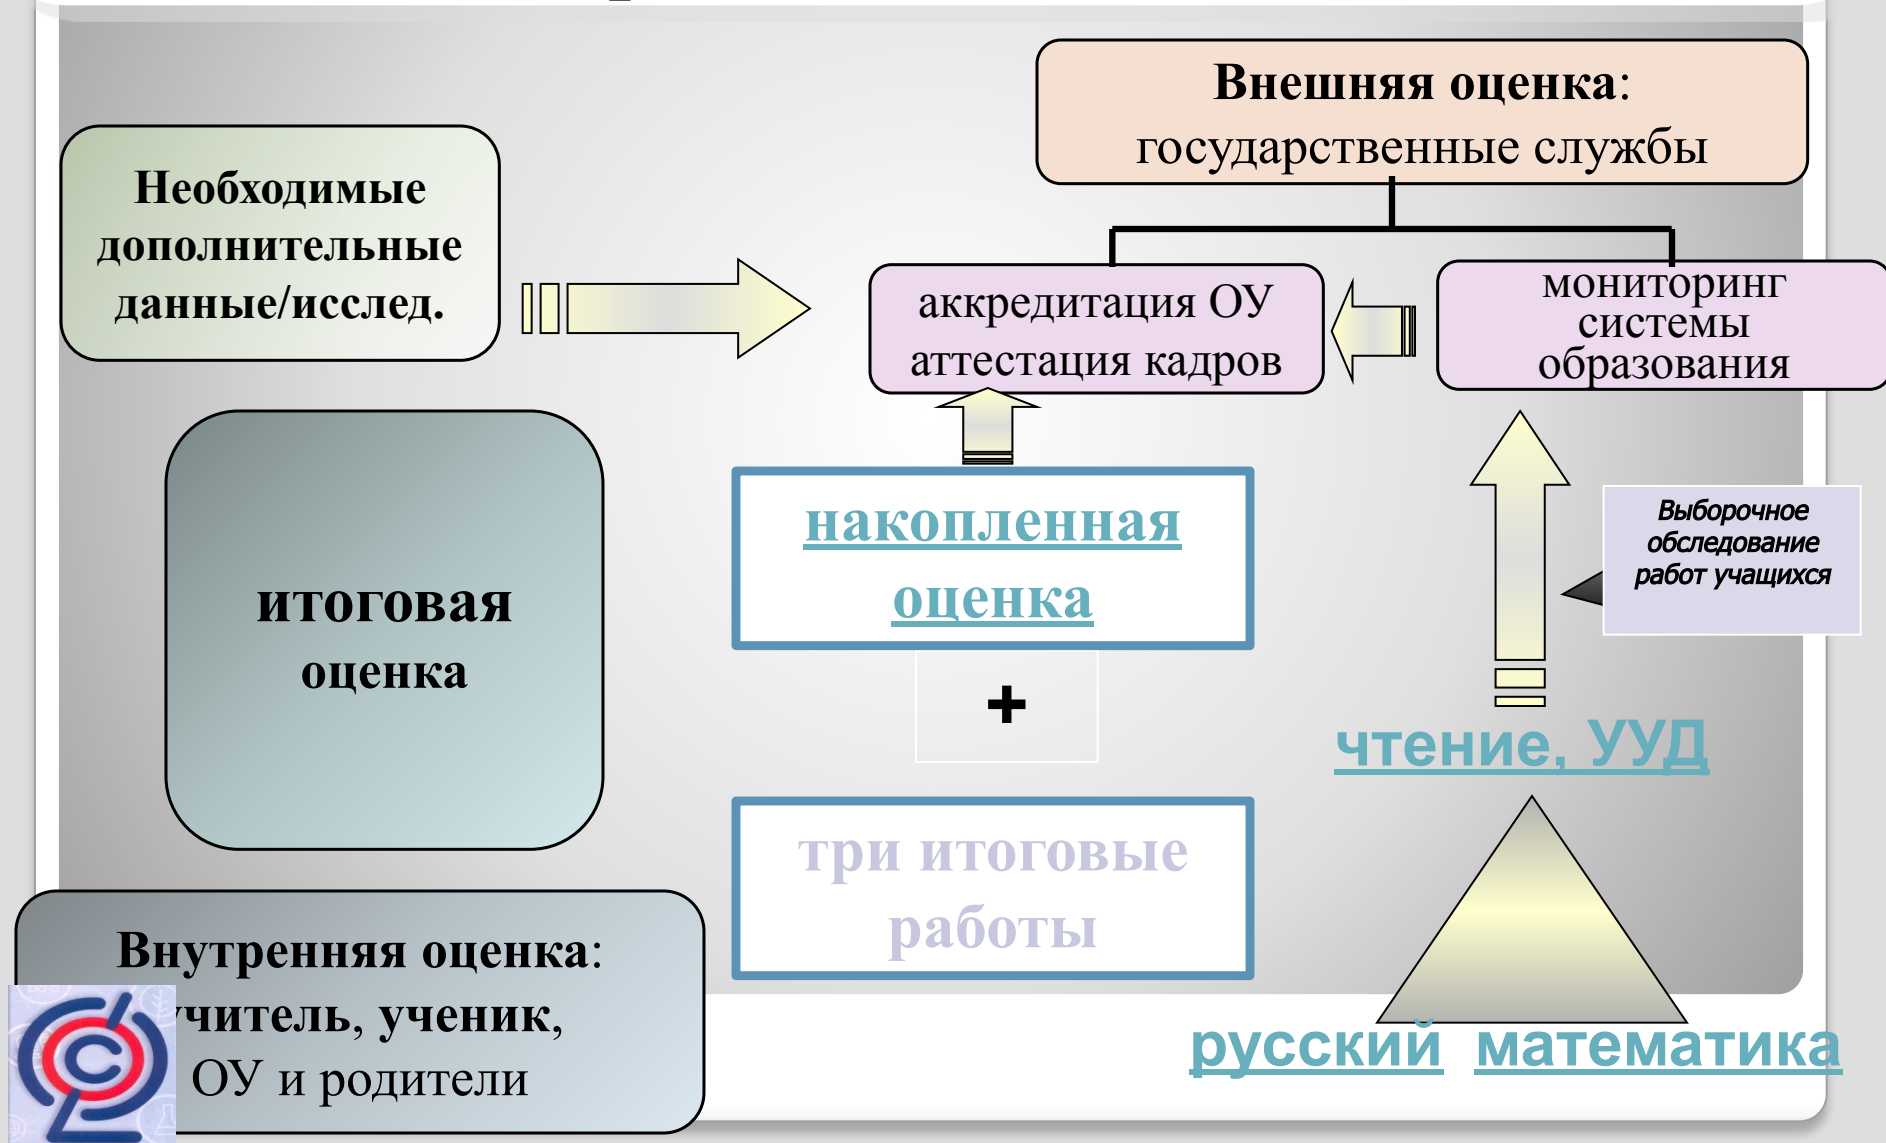 Внешняя оценка:
государственные службы
Необходимые
дополнительные
данные/исслед.
аккредитация ОУ
аттестация кадров
мониторинг
системы
образования
итоговая
оценка
накопленная
оценка
Выборочное
обследование
работ учащихся
+
чтение, УУД
три итоговые
работы
Внутренняя оценка:
учитель, ученик,
ОУ и родители
русский математика